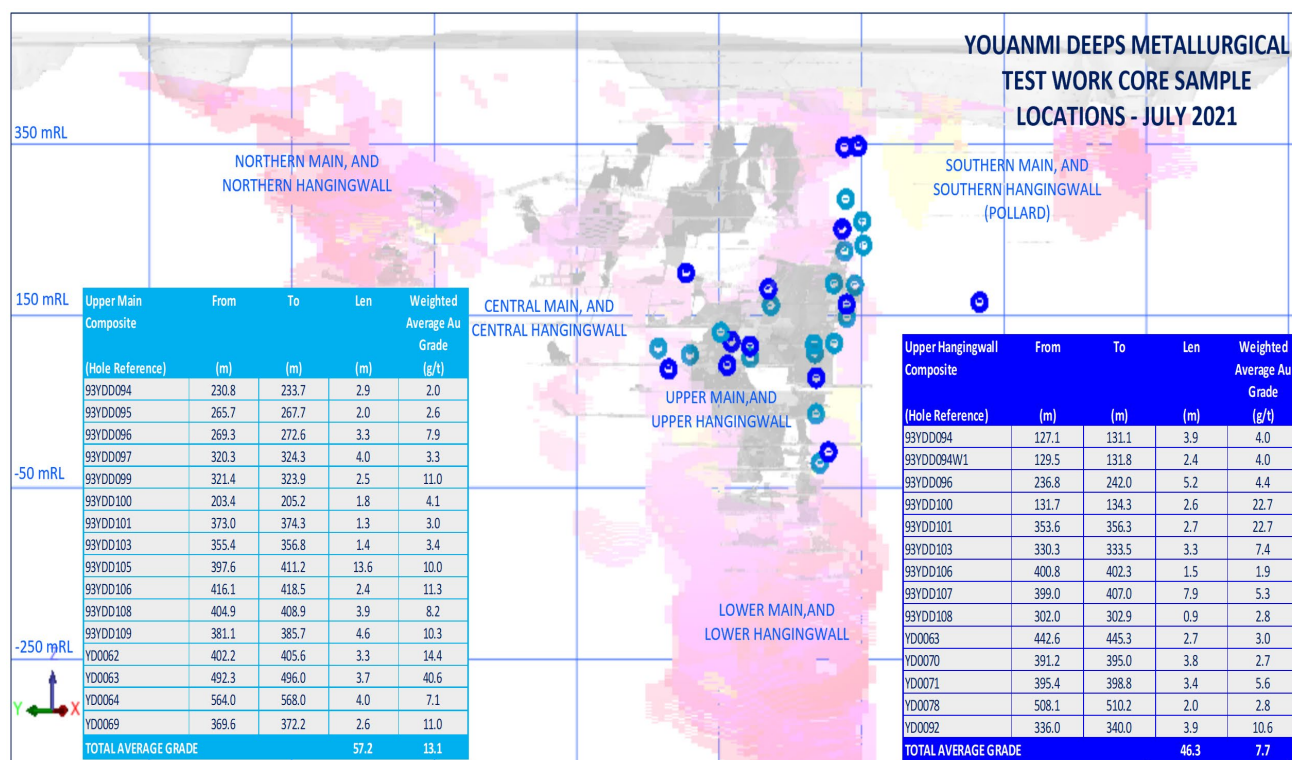 YOUANMI DEEPS METALLURGICAL
TEST WORK CORE SAMPLE
LOCATIONS - JULY 2021
350 mRL
NORTHERN MAIN, AND
NORTHERN HANGINGWALL
SOUTHERN MAIN, AND
SOUTHERN HANGINGWALL
(POLLARD)
150 mRL
CENTRAL MAIN, AND
CENTRAL HANGINGWALL
UPPER MAIN,AND
UPPER HANGINGWALL
-50 mRL
LOWER MAIN,AND
LOWER HANGINGWALL
-250 mRL
Z
Y X
Upper Main From To Len Weighted
Composite Average Au
Grade
(Hole Reference) (m) (m) (m) (g/t)
93YDD094 230.8 233.7 2.9 2.0
93YDD095 265.7 267.7 2.0 2.6
93YDD096 269.3 272.6 3.3 7.9
93YDD097 320.3 324.3 4.0 3.3
93YDD099 321.4 323.9 2.5 11.0
93YDD100 203.4 205.2 1.8 4.1
93YDD101 373.0 374.3 1.3 3.0
93YDD103 355.4 356.8 1.4 3.4
93YDD105 397.6 411.2 13.6 10.0
93YDD106 416.1 418.5 2.4 11.3
93YDD108 404.9 408.9 3.9 8.2
93YDD109 381.1 385.7 4.6 10.3
YD0062 402.2 405.6 3.3 14.4
YD0063 492.3 496.0 3.7 40.6
YD0064 564.0 568.0 4.0 7.1
YD0069 369.6 372.2 2.6 11.0
TOTAL AVERAGE GRADE 57.2 13.1
Upper Hangingwall From To Len Weighted
Composite Average Au
Grade
(Hole Reference) (m) (m) (m) (g/t)
93YDD094 127.1 131.1 3.9 4.0
93YDD094W1 129.5 131.8 2.4 4.0
93YDD096 236.8 242.0 5.2 4.4
93YDD100 131.7 134.3 2.6 22.7
93YDD101 353.6 356.3 2.7 22.7
93YDD103 330.3 333.5 3.3 7.4
93YDD106 400.8 402.3 1.5 1.9
93YDD107 399.0 407.0 7.9 5.3
93YDD108 302.0 302.9 0.9 2.8
YD0063 442.6 445.3 2.7 3.0
YD0070 391.2 395.0 3.8 2.7
YD0071 395.4 398.8 3.4 5.6
YD0078 508.1 510.2 2.0 2.8
YD0092 336.0 340.0 3.9 10.6
TOTAL AVERAGE GRADE 46.3 7.7